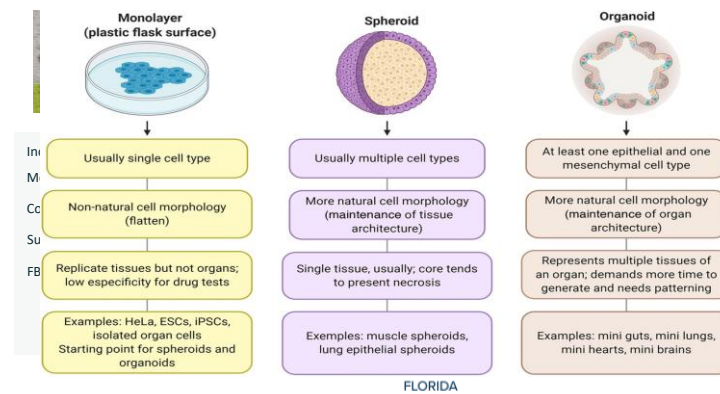 Monolayer
(plastic flask surface)
Usually single cell type
Non-natural cell morphology
(flatten)
Replicate tissues but not organs;
low especificity for drug tests
Examples: HeLa, ESCs, iPSCs,
isolated organ cells
Starting point for spheroids and
organoids
Spheroid
Usually multiple cell types
More natural cell morphology
(maintenance of tissue
architecture)
Single tissue, usually; core tends
to present necrosis
Exemples: muscle spheroids,
lung epithelial spheroids
Organoid
At least one epithelial and one
mesenchymal cell type
More natural cell morphology
(maintenance of organ
architecture)
Represents multiple tissues of
an organ; demands more time to
generate and needs patterning
Examples: mini guts, mini lungs,
mini hearts, mini brains
FLORIDA